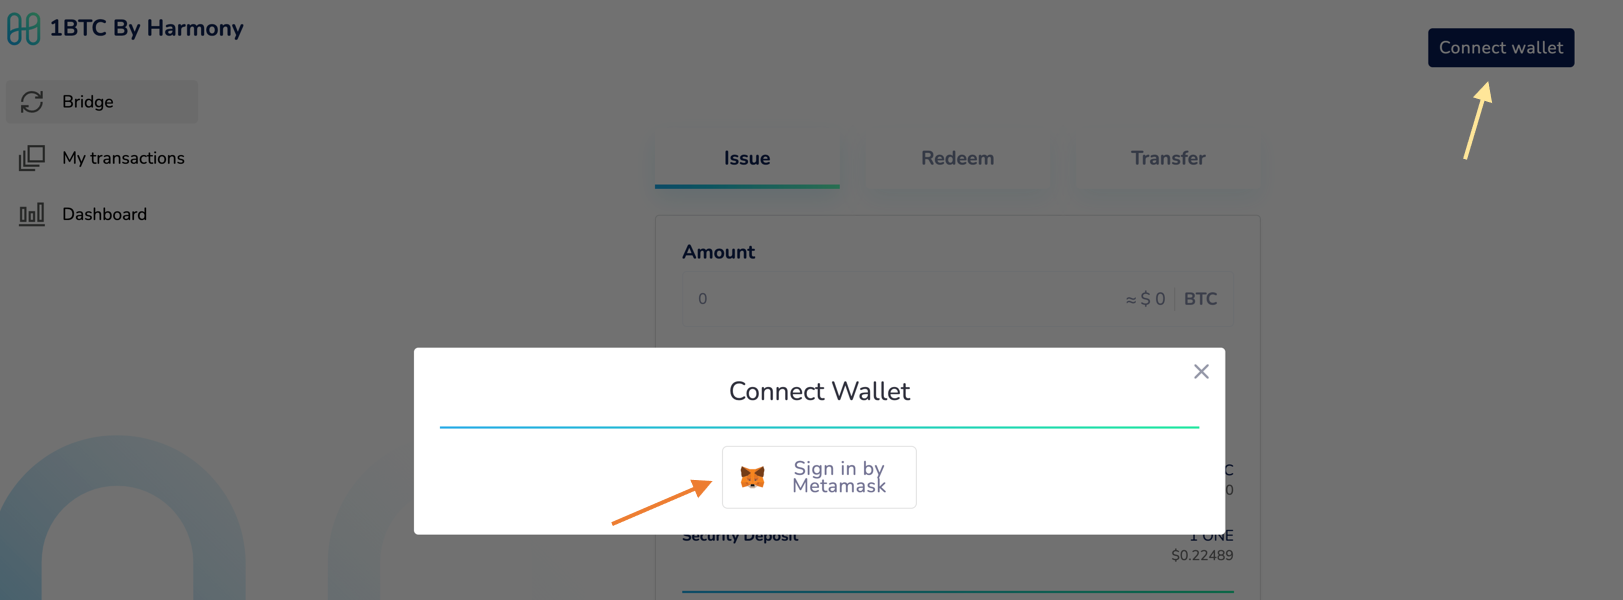 1BTC By Harmony
Connect wallet
Bridge
My transactions
Dashboard
Issue
Redeem
Transfer
Amount
0
≈ $ 0
BTC
Connect Wallet
Sign in by
Metamask
C
0
Security Deposit
1 ONE
$0.22489